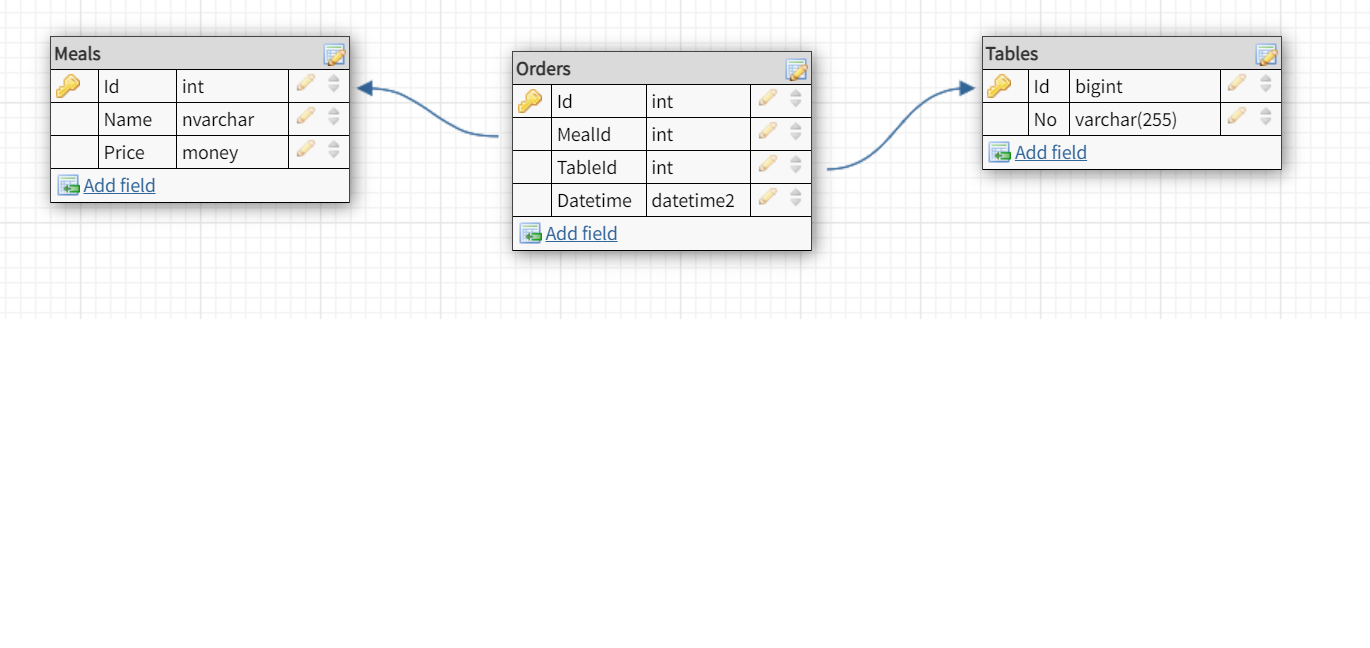 Meals
Id int
Name nvarchar
Price money
Add field
Orders
Id int
MealId int
TableId int
Datetime datetime2
Add field
Tables
Id bigint
No varchar(255)
Add field